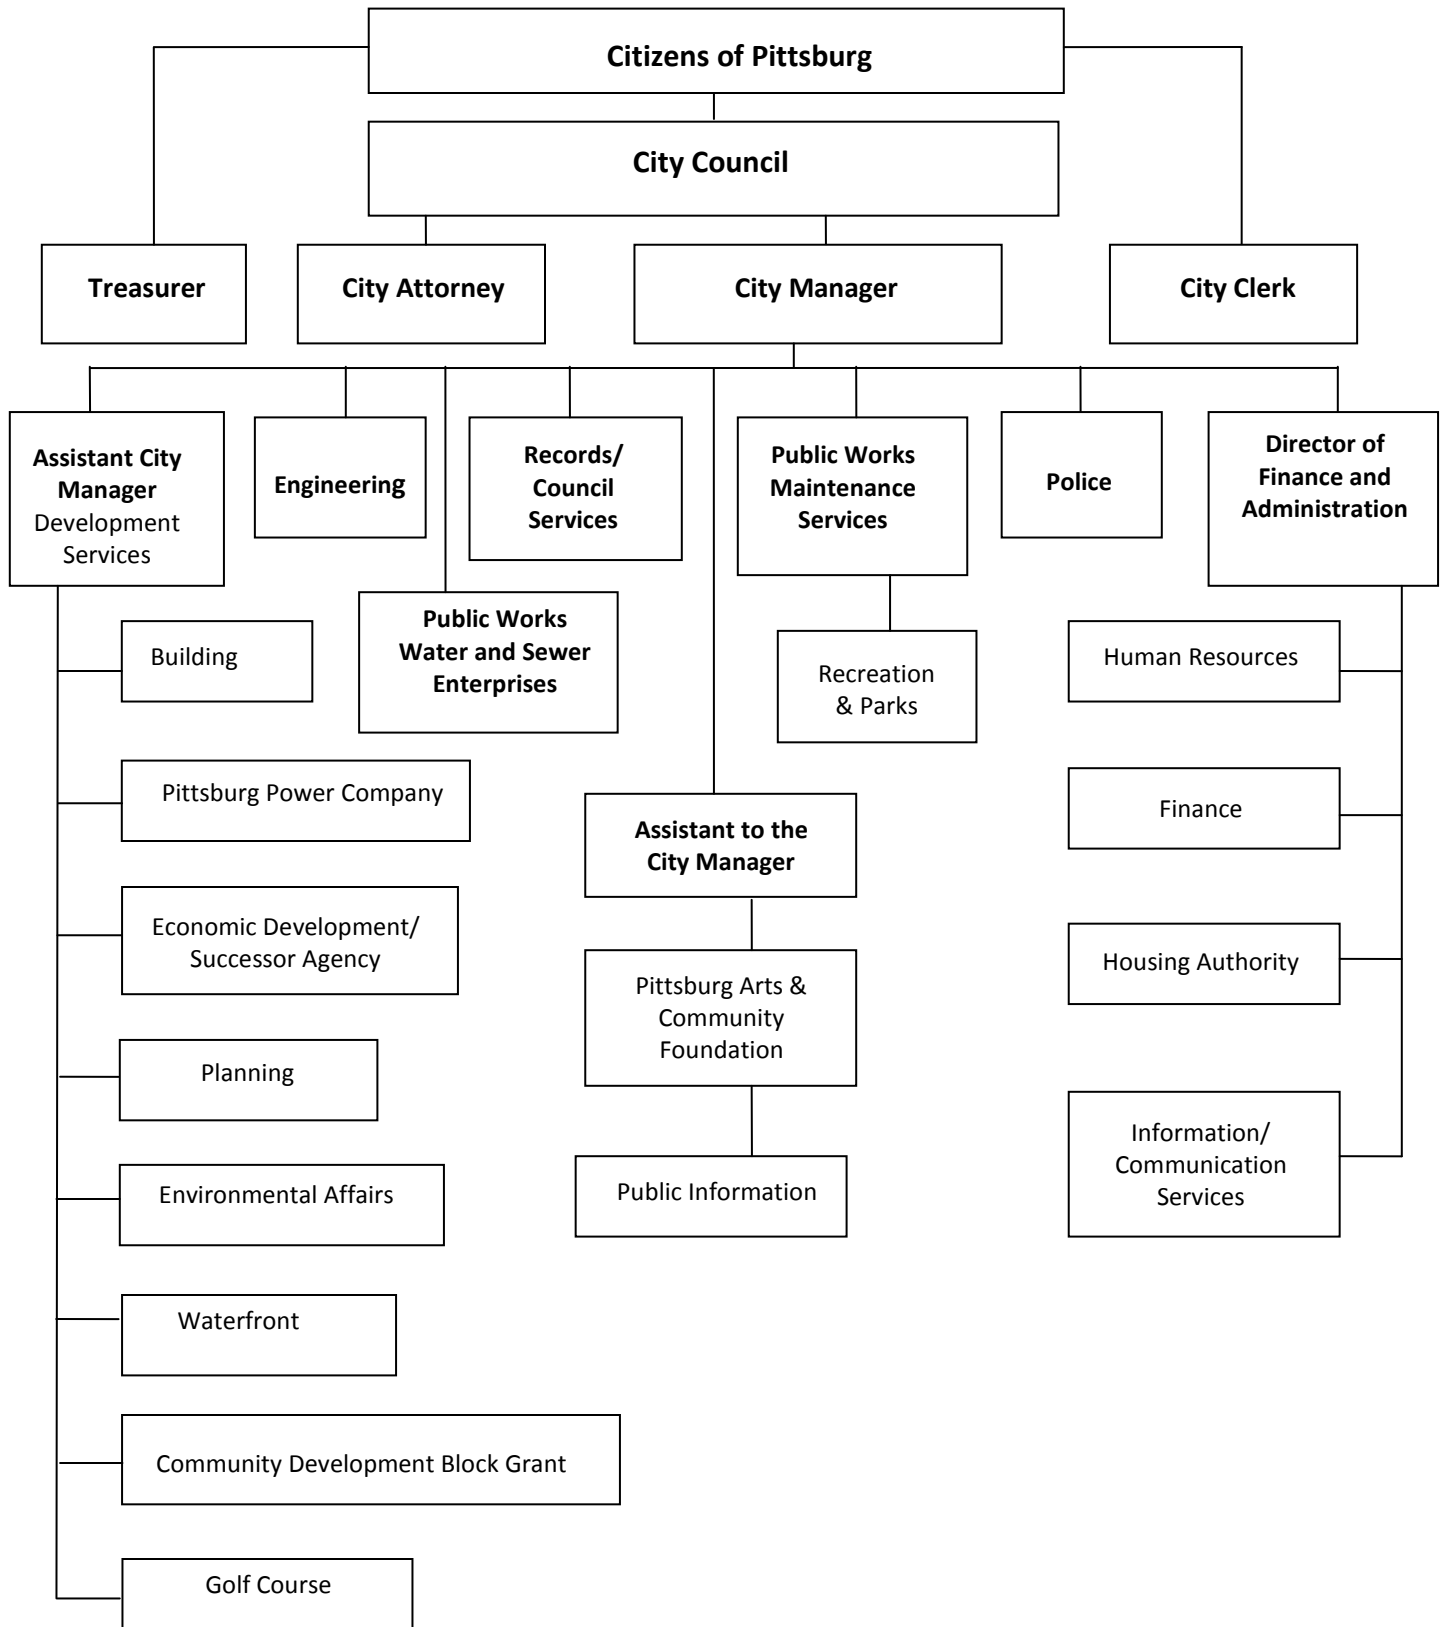 Citizens of Pittsburg
City Council
Treasurer
City Attorney
City Manager
City Clerk
Assistant City
Manager
Development
Services
Engineering
Records/
Council
Services
Public Works
Maintenance
Services
Police
Director of
Finance and
Administration
Public Works
Water and Sewer
Enterprises
Building
Recreation
& Parks
Human Resources
Pittsburg Power Company
Assistant to the
City Manager
Finance
Economic Development/
Successor Agency
Pittsburg Arts &
Community
Foundation
Housing Authority
Planning
Environmental Affairs
Public Information
Information/
Communication
Services
Waterfront
Community Development Block Grant
Golf Course